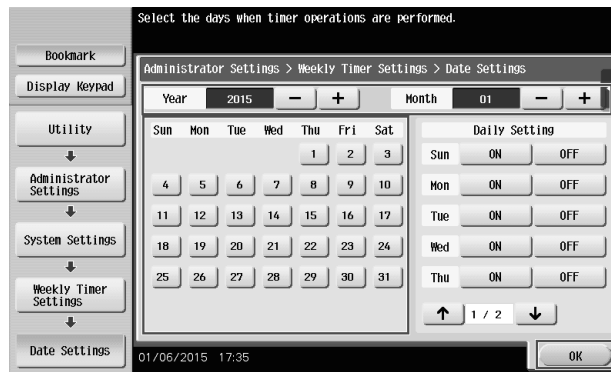 Select the days when timer operations are performed.
Bookmark
Display Keypad
Utility
Administrator
Settings
System Settings
Weekly Timer
Settings
Date Settings
Administrator Settings > Weekly Timer Settings > Date Settings
Year 2015 − + Month 01 − +
Sun Mon Tue Wed Thu Fri Sat
1 2 3
4 5 6 7 8 9 10
11 12 13 14 15 16 17
18 19 20 21 22 23 24
25 26 27 28 29 30 31
Daily Setting
Sun ON OFF
Mon ON OFF
Tue ON OFF
Wed ON OFF
Thu ON OFF
↑ 1 / 2 ↓
01/06/2015 17:35
OK